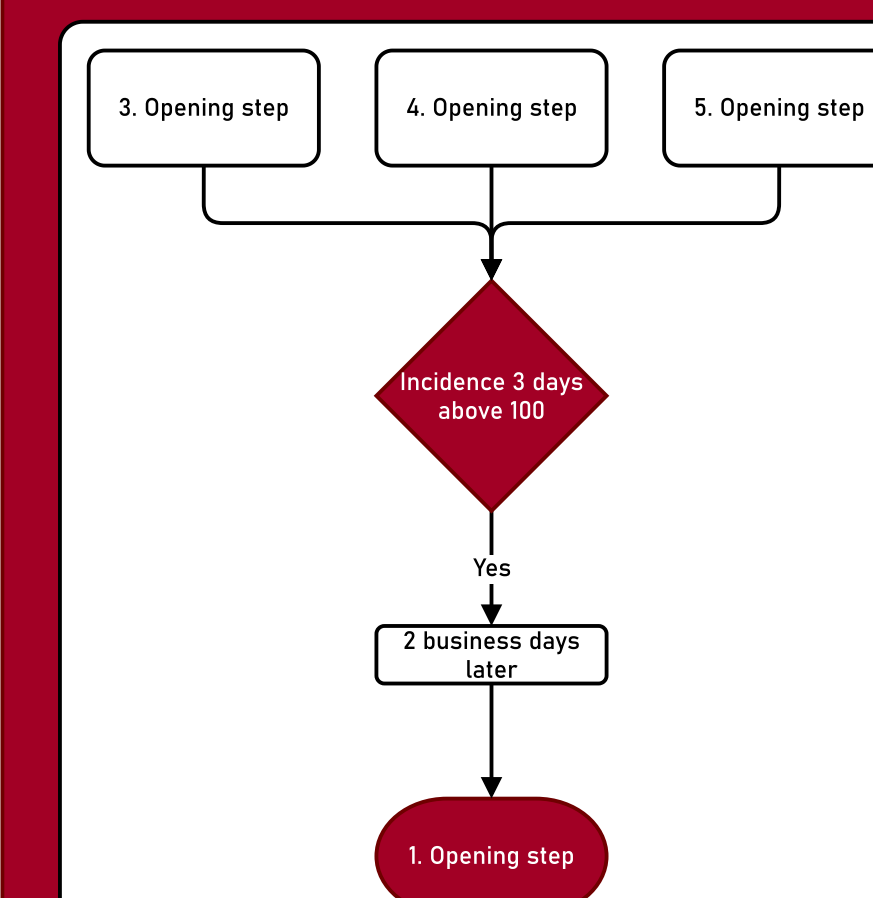 3. Opening step
4. Opening step
5. Opening step
Incidence 3 days
above 100
Yes
2 business days
later
1. Opening step